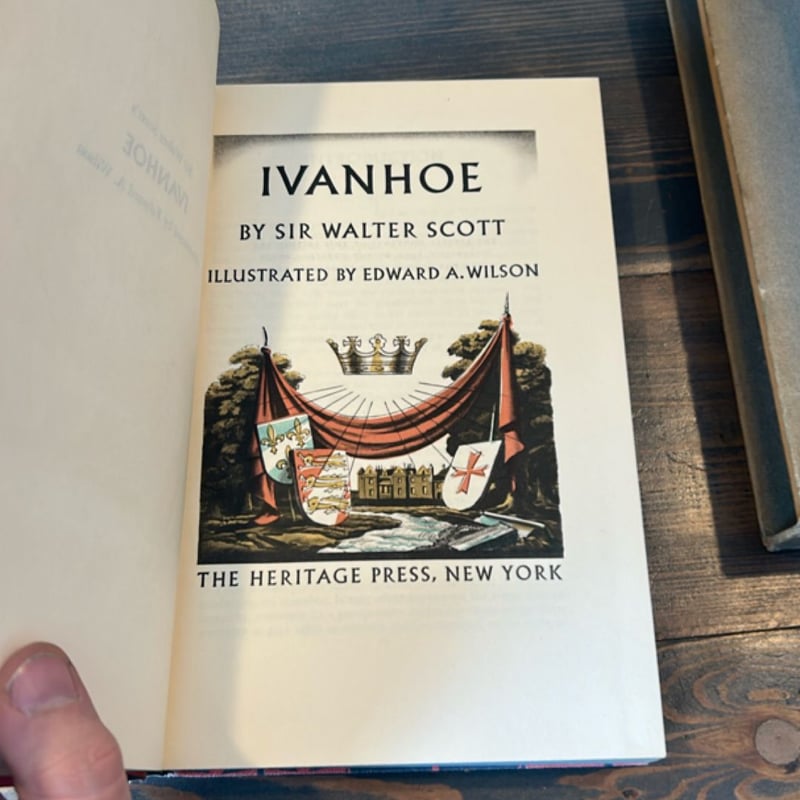 IVANHOE
BY SIR WALTER SCOTT
ILLUSTRATED BY EDWARD A. WILSON
THE HERITAGE PRESS, NEW YORK